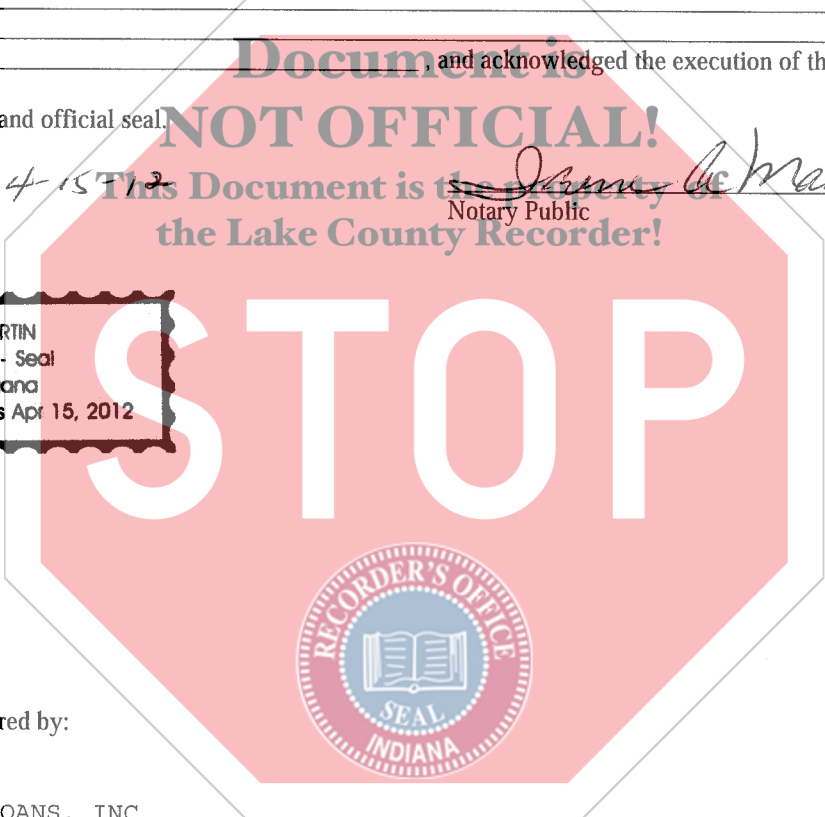 Document is
, and acknowledged the execution of th
and official seal.
NOT OFFICIAL!
4-15-12
This Document is the property of
Notary Public
the Lake County Recorder!
RTIN
- Seal
ana
s Apr 15, 2012
STOP
RECORDER'S OFFICE
SEAL
INDIANA
red by:
OANS, INC